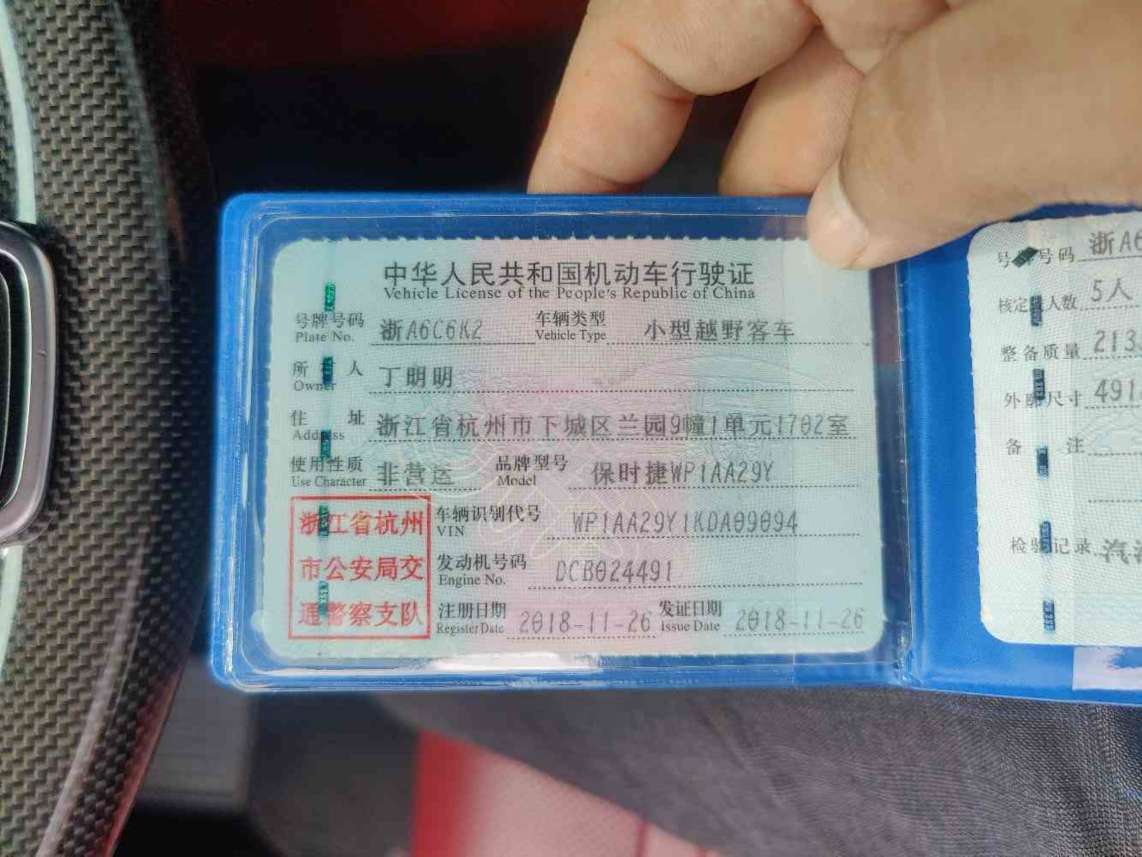 中华人民共和国机动车行驶证
Vehicle License of the People's Republic of China
号牌号码 浙A6C6K2 车辆类型 小型越野客车
Plate No. Vehicle Type
所 人 丁明明
Owner
住 址 浙江省杭州市下城区兰园9幢1单元1702室
Address
使用性质 非营运 品牌型号 保时捷WP1AA29Y
Use Character Model
浙江省杭州
市公安局交
通警察支队
车辆识别代号 WP1AA29Y1KDA09094
VIN
发动机号码 DCB024491
Engine No.
注册日期 2018-11-26 发证日期 2018-11-26
Register Date Issue Date
号 号码 浙A6
核定 人数 5人
整备质量 213
外廓尺寸 491
备 注
检验记录